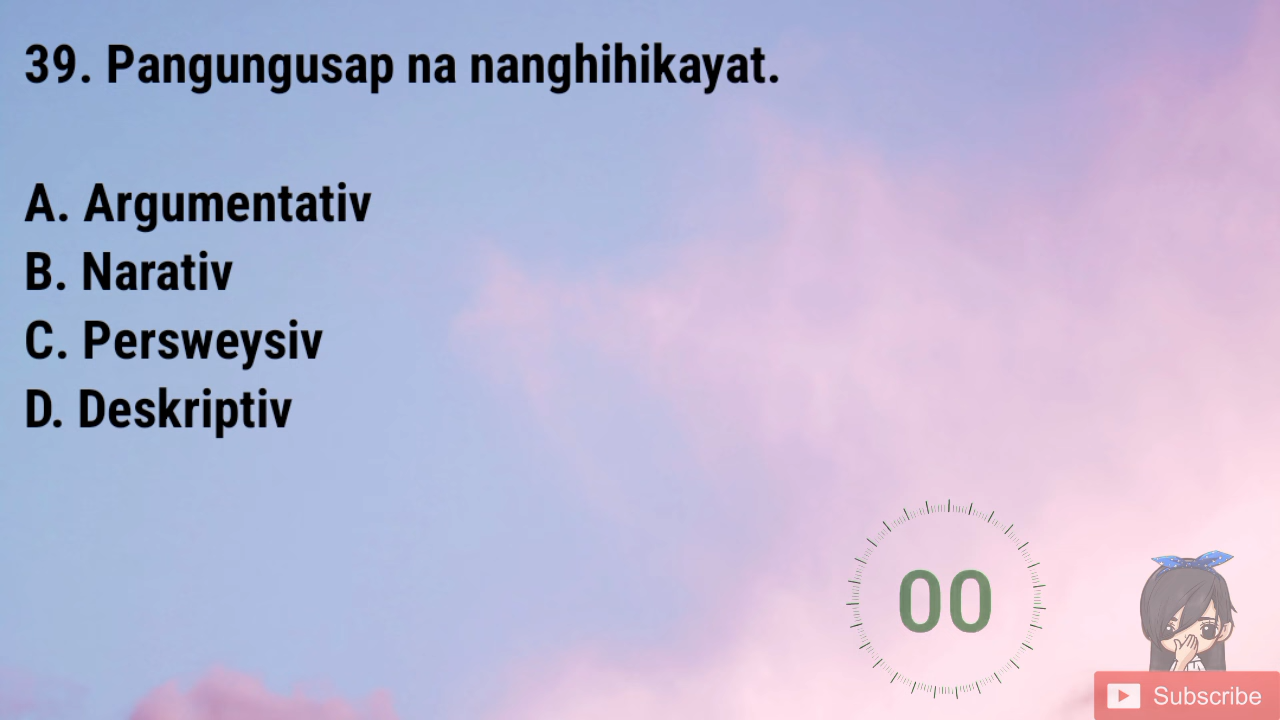 39. Pangungusap na nanghihikayat.
A. Argumentativ
B. Narativ
C. Persweysiv
D. Deskriptiv
00
Subscribe